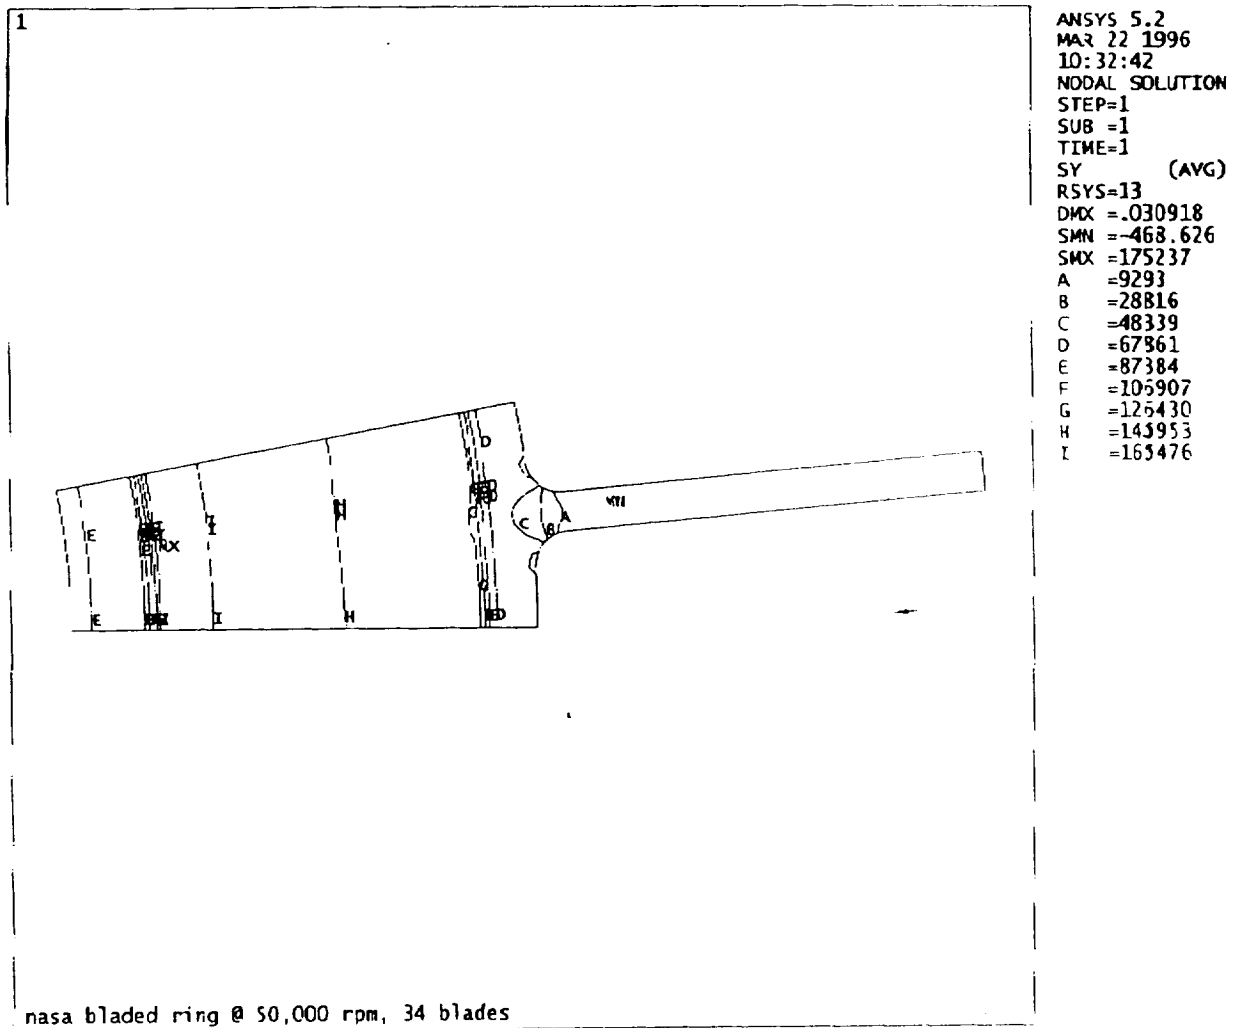 1
ANSYS 5.2
MAR 22 1996
10:32:42
NODAL SOLUTION
STEP=1
SUB =1
TIME=1
SY (AVG)
RSYS=13
DMX =.030918
SMN =-468.626
SMX =175237
A =9293
B =28816
C =48339
D =67861
E =87384
F =106907
G =126430
H =145953
I =165476
D
C
A
B
E
I
I
H
G
E
I
H
D
nasa bladed ring @ 50,000 rpm, 34 blades